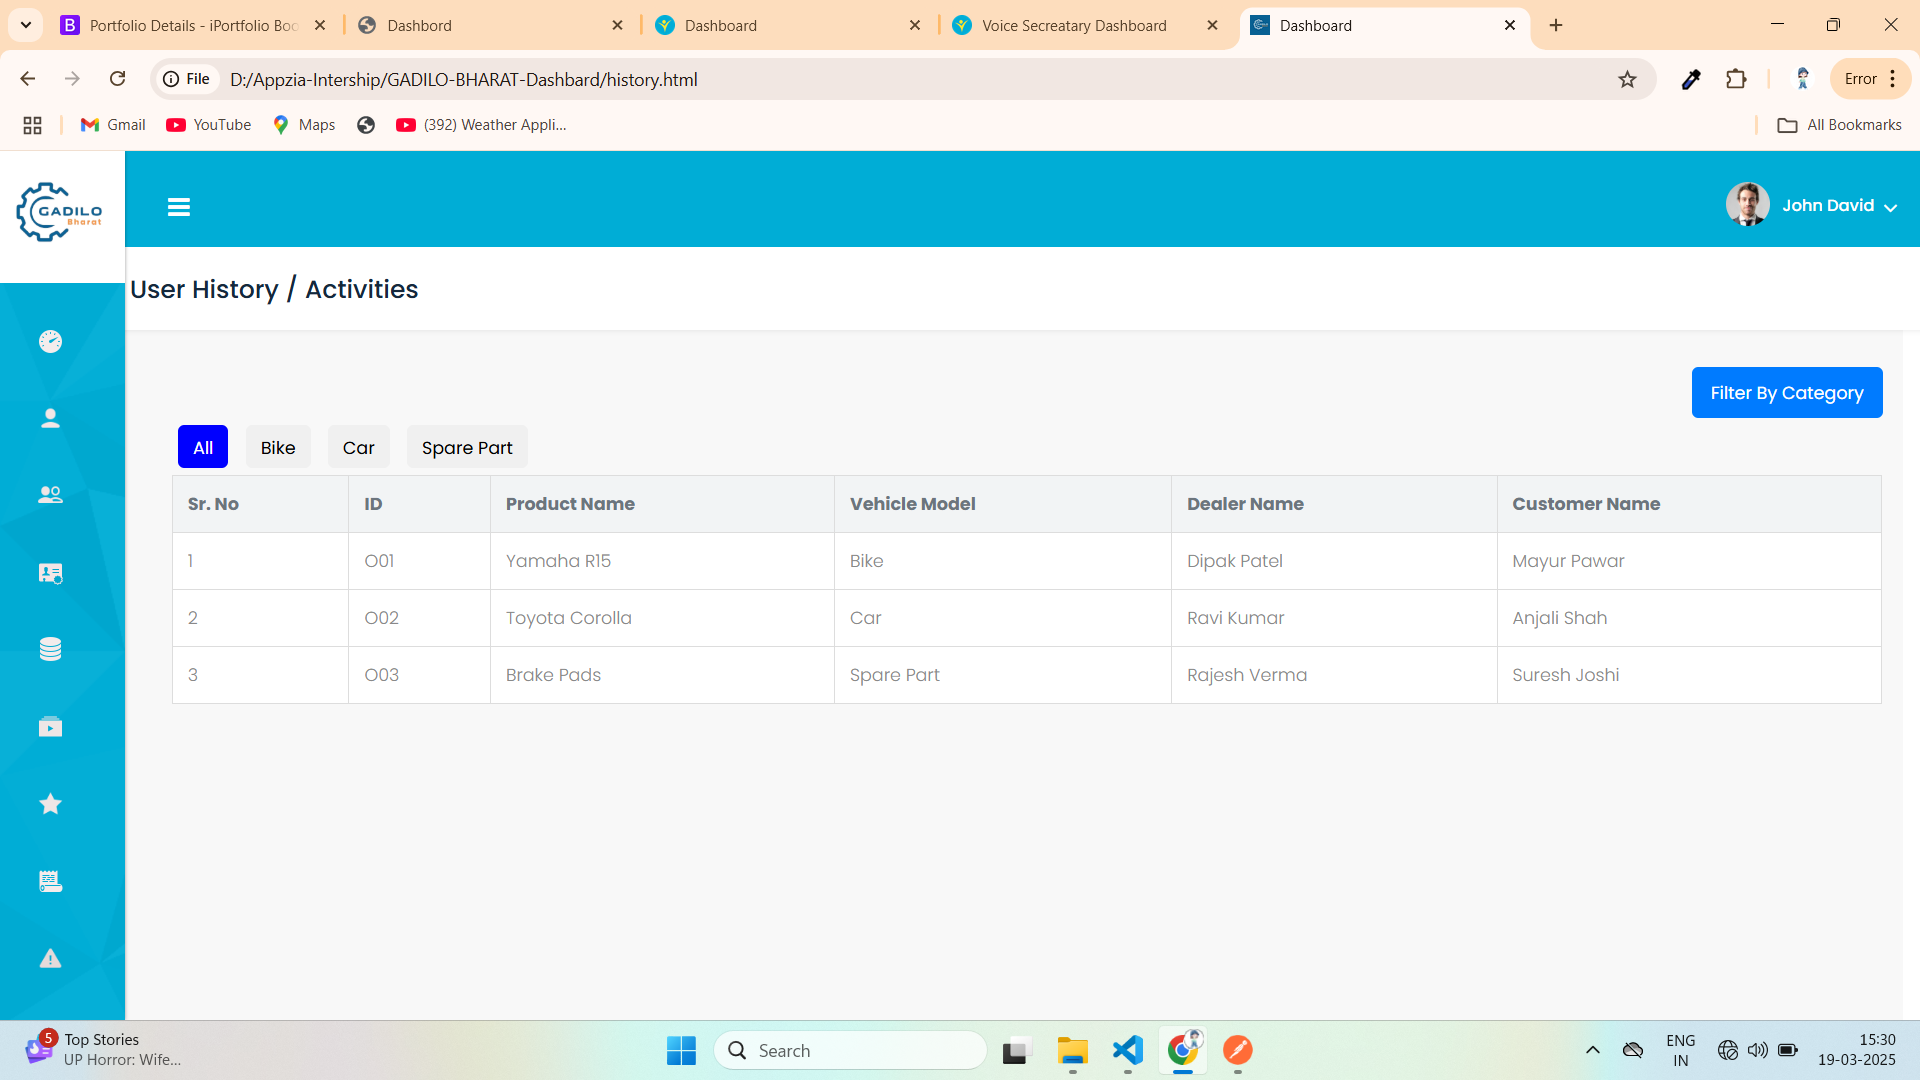 Portfolio Details - iPortfolio Boo
Dashbord
Dashboard
Voice Secreatary Dashboard
Dashboard
File
D:/Appzia-Intership/GADILO-BHARAT-Dashbard/history.html
Error
Gmail
YouTube
Maps
(392) Weather Appli...
All Bookmarks
GADILO
Bharat
John David
User History / Activities
Filter By Category
All
Bike
Car
Spare Part
Sr. No ID Product Name Vehicle Model Dealer Name Customer Name
1 O01 Yamaha R15 Bike Dipak Patel Mayur Pawar
2 O02 Toyota Corolla Car Ravi Kumar Anjali Shah
3 O03 Brake Pads Spare Part Rajesh Verma Suresh Joshi
5
Top Stories
UP Horror: Wife...
Search
ENG
IN
15:30
19-03-2025